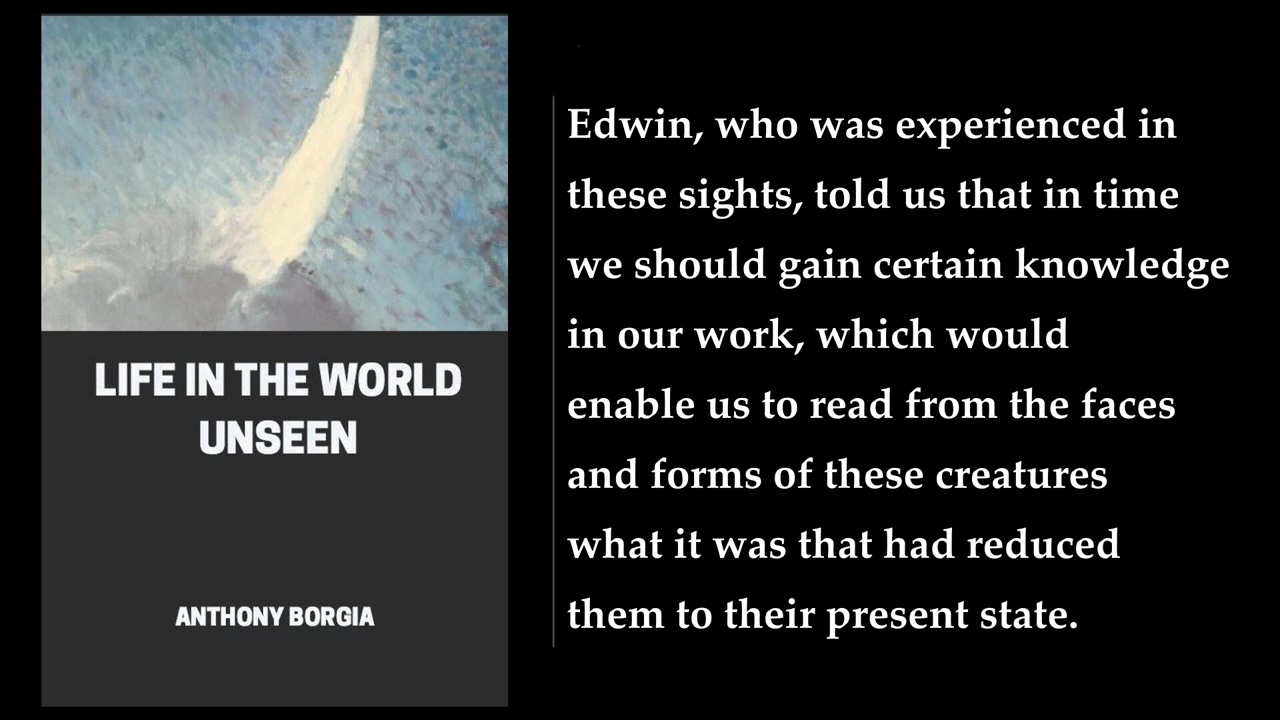 LIFE IN THE WORLD
UNSEEN
ANTHONY BORGIA
Edwin, who was experienced in
these sights, told us that in time
we should gain certain knowledge
in our work, which would
enable us to read from the faces
and forms of these creatures
what it was that had reduced
them to their present state.